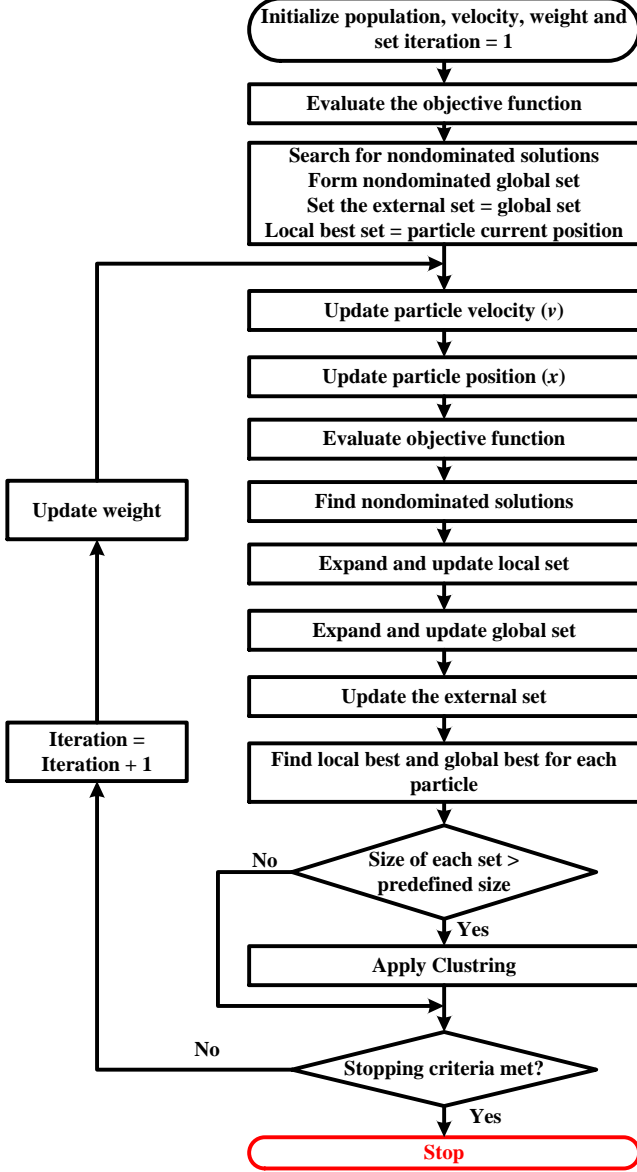 Initialize population, velocity, weight and
set iteration = 1
Evaluate the objective function
Search for nondominated solutions
Form nondominated global set
Set the external set = global set
Local best set = particle current position
Update particle velocity (v)
Update particle position (x)
Evaluate objective function
Find nondominated solutions
Update weight
Expand and update local set
Expand and update global set
Update the external set
Iteration =
Iteration + 1
Find local best and global best for each
particle
Size of each set >
predefined size
No
Yes
Apply Clustring
Stopping criteria met?
No
Yes
Stop